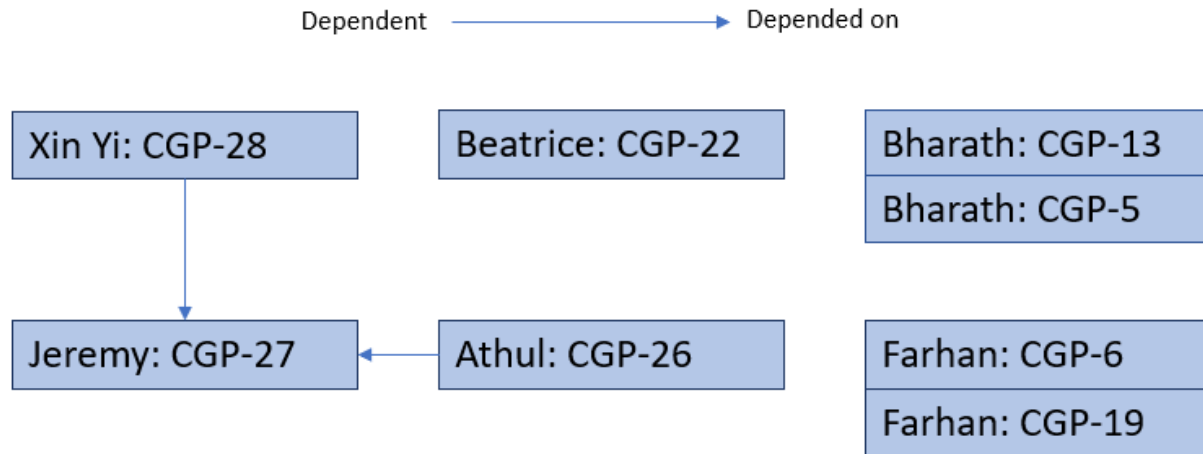 Dependent
Depended on
Xin Yi: CGP-28
Beatrice: CGP-22
Bharath: CGP-13
Bharath: CGP-5
Jeremy: CGP-27
Athul: CGP-26
Farhan: CGP-6
Farhan: CGP-19